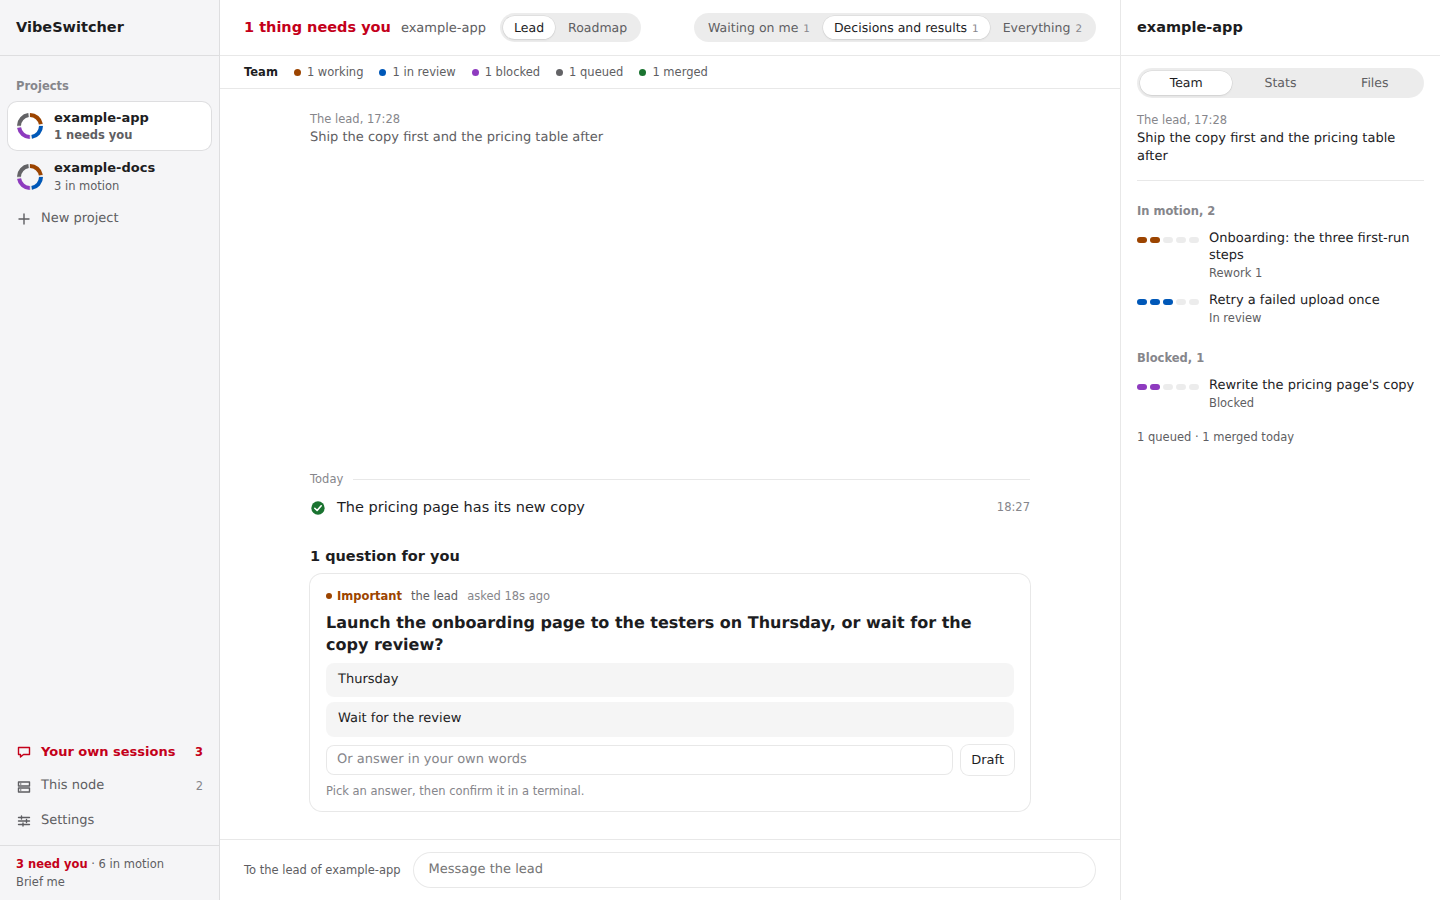 VibeSwitcher
Projects
example-app
1 needs you
example-docs
3 in motion
New project
Your own sessions 3
This node 2
Settings
3 need you · 6 in motion
Brief me
1 thing needs you example-app Lead Roadmap Waiting on me 1 Decisions and results 1 Everything 2
Team 1 working 1 in review 1 blocked 1 queued 1 merged
The lead, 17:28
Ship the copy first and the pricing table after
Today
The pricing page has its new copy 18:27
1 question for you
Important the lead asked 18s ago
Launch the onboarding page to the testers on Thursday, or wait for the
copy review?
Thursday
Wait for the review
Or answer in your own words Draft
Pick an answer, then confirm it in a terminal.
To the lead of example-app Message the lead
example-app
Team Stats Files
The lead, 17:28
Ship the copy first and the pricing table
after
In motion, 2
Onboarding: the three first-run
steps
Rework 1
Retry a failed upload once
In review
Blocked, 1
Rewrite the pricing page's copy
Blocked
1 queued · 1 merged today